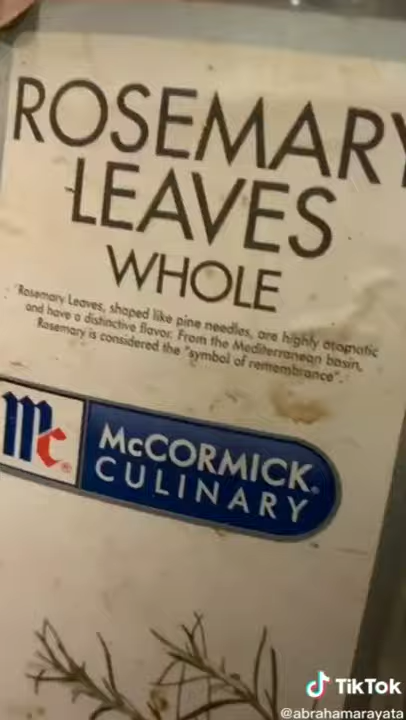 ROSEMARY
LEAVES
WHOLE
Rosemary Leaves, shaped like pine needles, are highly aromatic
and have a distinctive flavor. From the Mediterranean basin,
Rosemary is considered the "symbol of remembrance".
Mc ®
McCORMICK®
CULINARY
TikTok
@abrahamarayata